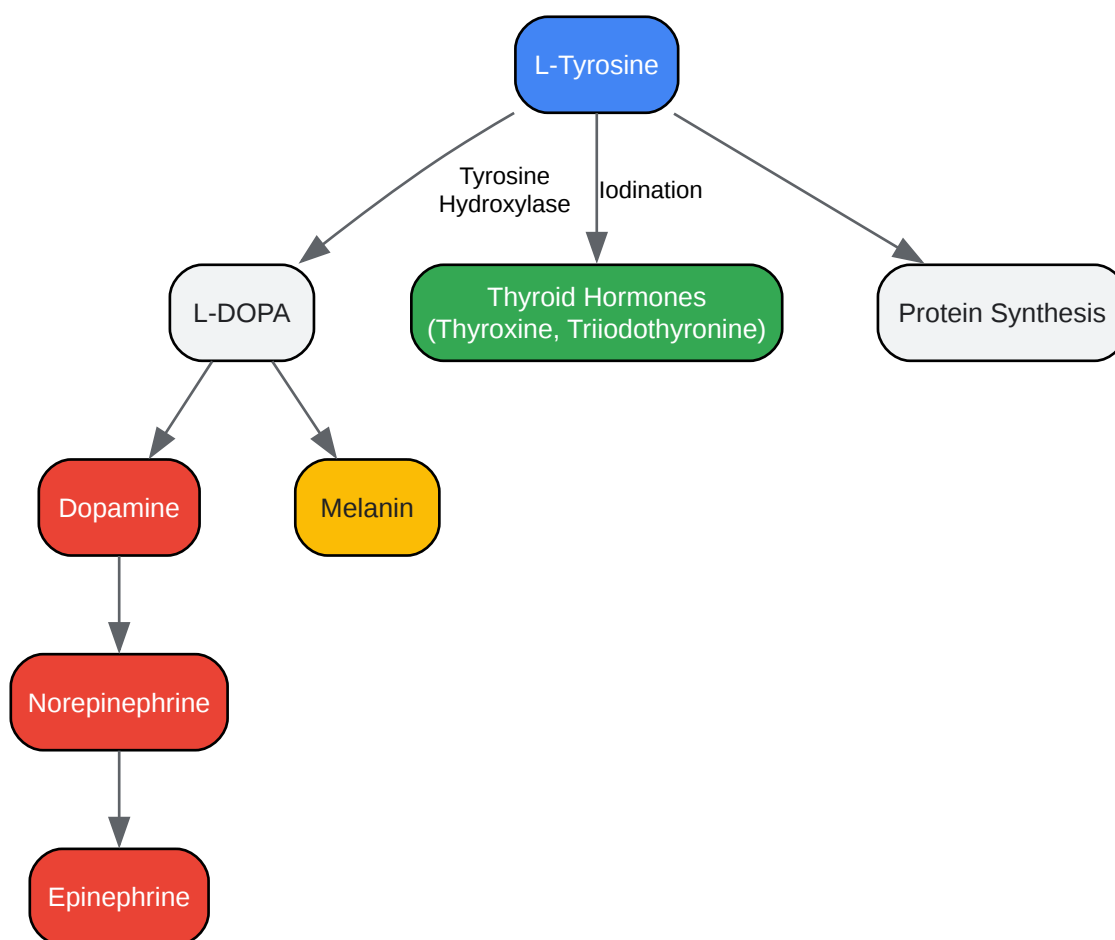 L-Tyrosine
Tyrosine
Hydroxylase
Iodination
L-DOPA
Thyroid Hormones
(Thyroxine, Triiodothyronine)
Protein Synthesis
Dopamine
Melanin
Norepinephrine
Epinephrine